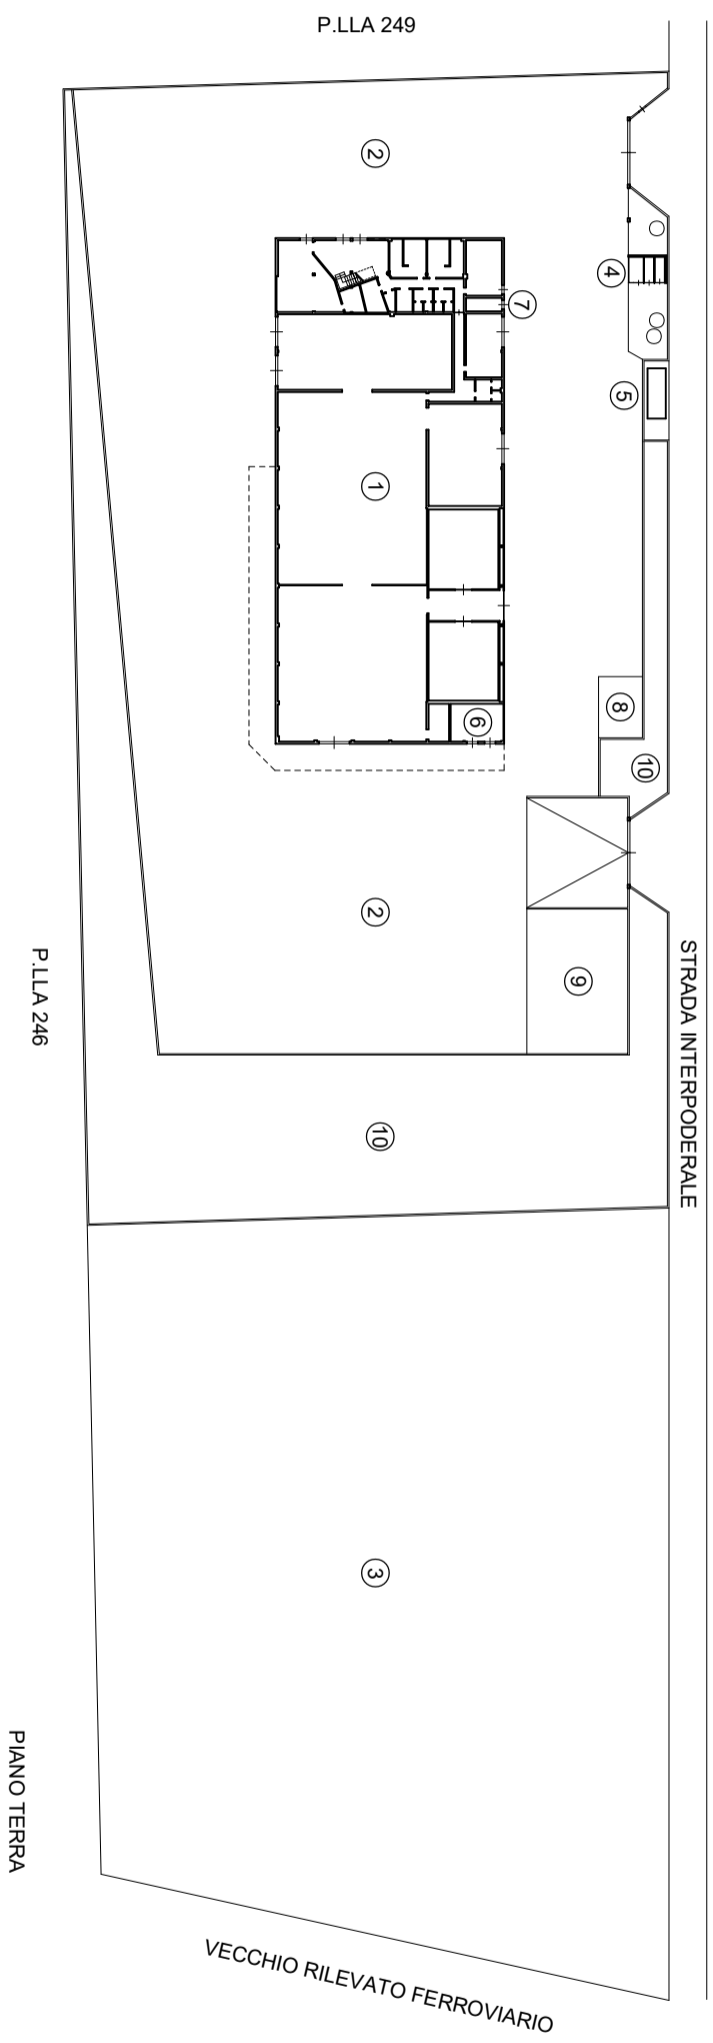 P.LLA 249
2
4
7
5
1
8
6
10
2
9
STRADA INTERPODERALE
P.LLA 246
10
3
PIANO TERRA
VECCHIO RILEVATO FERROVIARIO